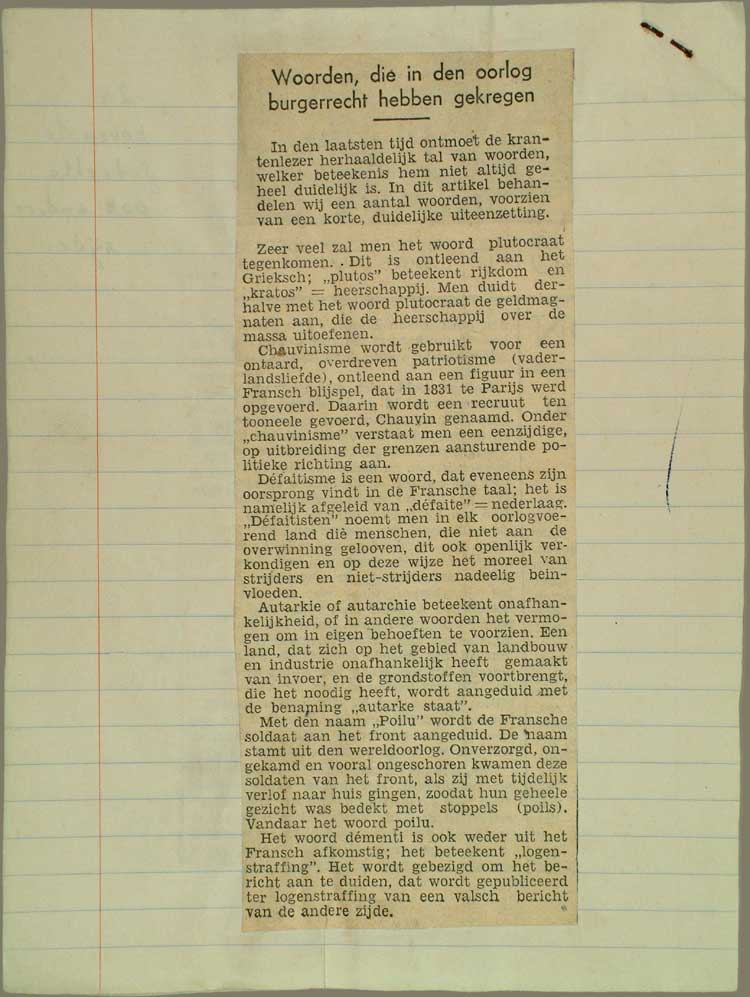 Woorden, die in den oorlog
burgerrecht hebben gekregen
In den laatsten tijd ontmoet de kran-
tenlezer herhaaldelijk tal van woorden,
welker beteekenis hem niet altijd ge-
heel duidelijk is. In dit artikel behan-
delen wij een aantal woorden, voorzien
van een korte, duidelijke uiteenzetting.
Zeer veel zal men het woord plutocraat
tegenkomen. Dit is ontleend aan het
Grieksch; „plutos” beteekent rijkdom en
„kratos” = heerschappij. Men duidt der-
halve met het woord plutocraat de geldmag-
naten aan, die de heerschappij over de
massa uitoefenen.
Chauvinisme wordt gebruikt voor een
ontaard, overdreven patriotisme (vader-
landsliefde), ontleend aan een figuur in een
Fransch blijspel, dat in 1831 te Parijs werd
opgevoerd. Daarin wordt een recruut ten
tooneele gevoerd, Chauvin genaamd. Onder
„chauvinisme” verstaat men een eenzijdige,
op uitbreiding der grenzen aansturende po-
litieke richting aan.
Défaitisme is een woord, dat eveneens zijn
oorsprong vindt in de Fransche taal; het is
namelijk afgeleid van „défaite” = nederlaag.
„Défaitisten” noemt men in elk oorlogvoe-
rend land diè menschen, die niet aan de
overwinning gelooven, dit ook openlijk ver-
kondigen en op deze wijze het moreel van
strijders en niet-strijders nadeelig beïn-
vloeden.
Autarkie of autarchie beteekent onafhan-
kelijkheid, of in andere woorden het vermo-
gen om in eigen behoeften te voorzien. Een
land, dat zich op het gebied van landbouw
en industrie onafhankelijk heeft gemaakt
van invoer, en de grondstoffen voortbrengt,
die het noodig heeft, wordt aangeduid met
de benaming „autarke staat”.
Met den naam „Poilu” wordt de Fransche
soldaat aan het front aangeduid. De naam
stamt uit den wereldoorlog. Onverzorgd, on-
gekamd en vooral ongeschoren kwamen deze
soldaten van het front, als zij met tijdelijk
verlof naar huis gingen, zoodat hun geheele
gezicht was bedekt met stoppels (poils).
Vandaar het woord poilu.
Het woord démenti is ook weder uit het
Fransch afkomstig; het beteekent „logen-
straffing”. Het wordt gebezigd om het be-
richt aan te duiden, dat wordt gepubliceerd
ter logenstraffing van een valsch bericht
van de andere zijde.